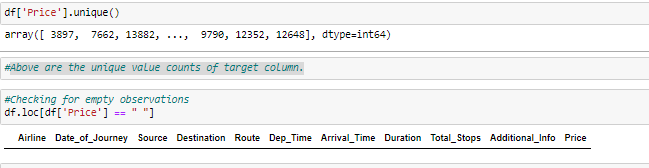 df['Price'].unique()
array([ 3897,  7662, 13882, ...,  9790, 12352, 12648], dtype=int64)
#Above are the unique value counts of target column.
#Checking for empty observations
df.loc[df['Price'] == " "]
Airline Date_of_Journey Source Destination Route Dep_Time Arrival_Time Duration Total_Stops Additional_Info Price